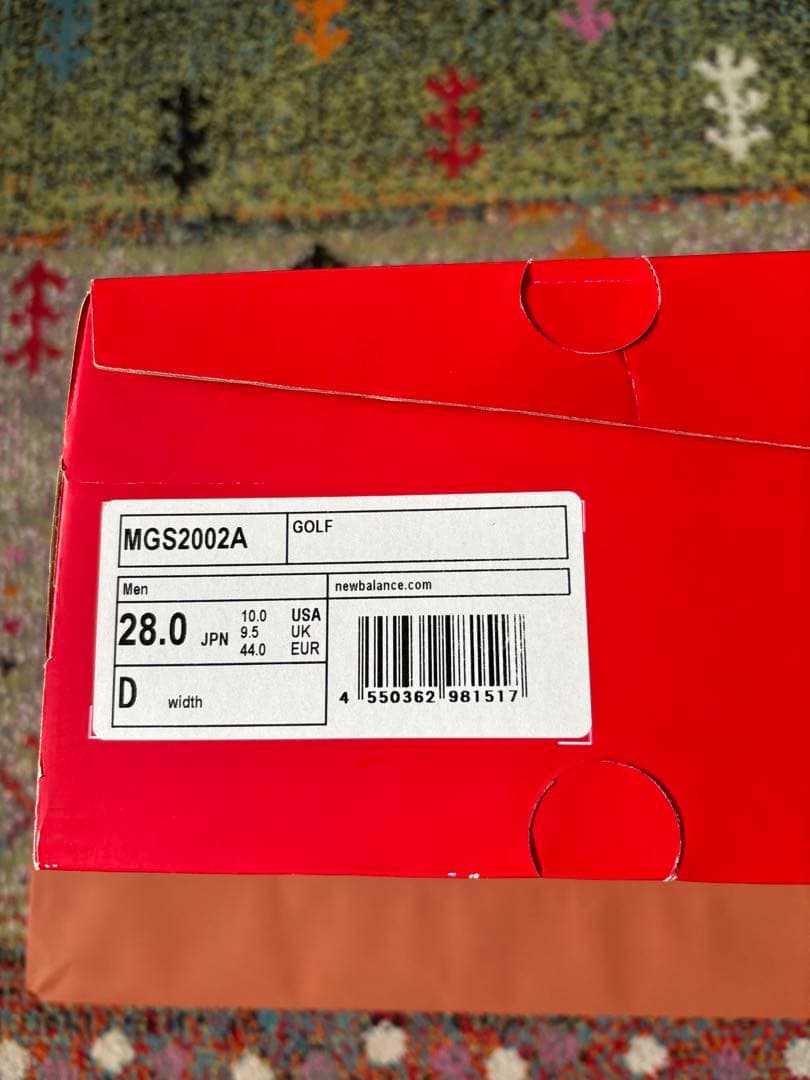 MGS2002A
GOLF
Men
newbalance.com
28.0 JPN
10.0 USA
9.5 UK
44.0 EUR
D width
4 550362 981517